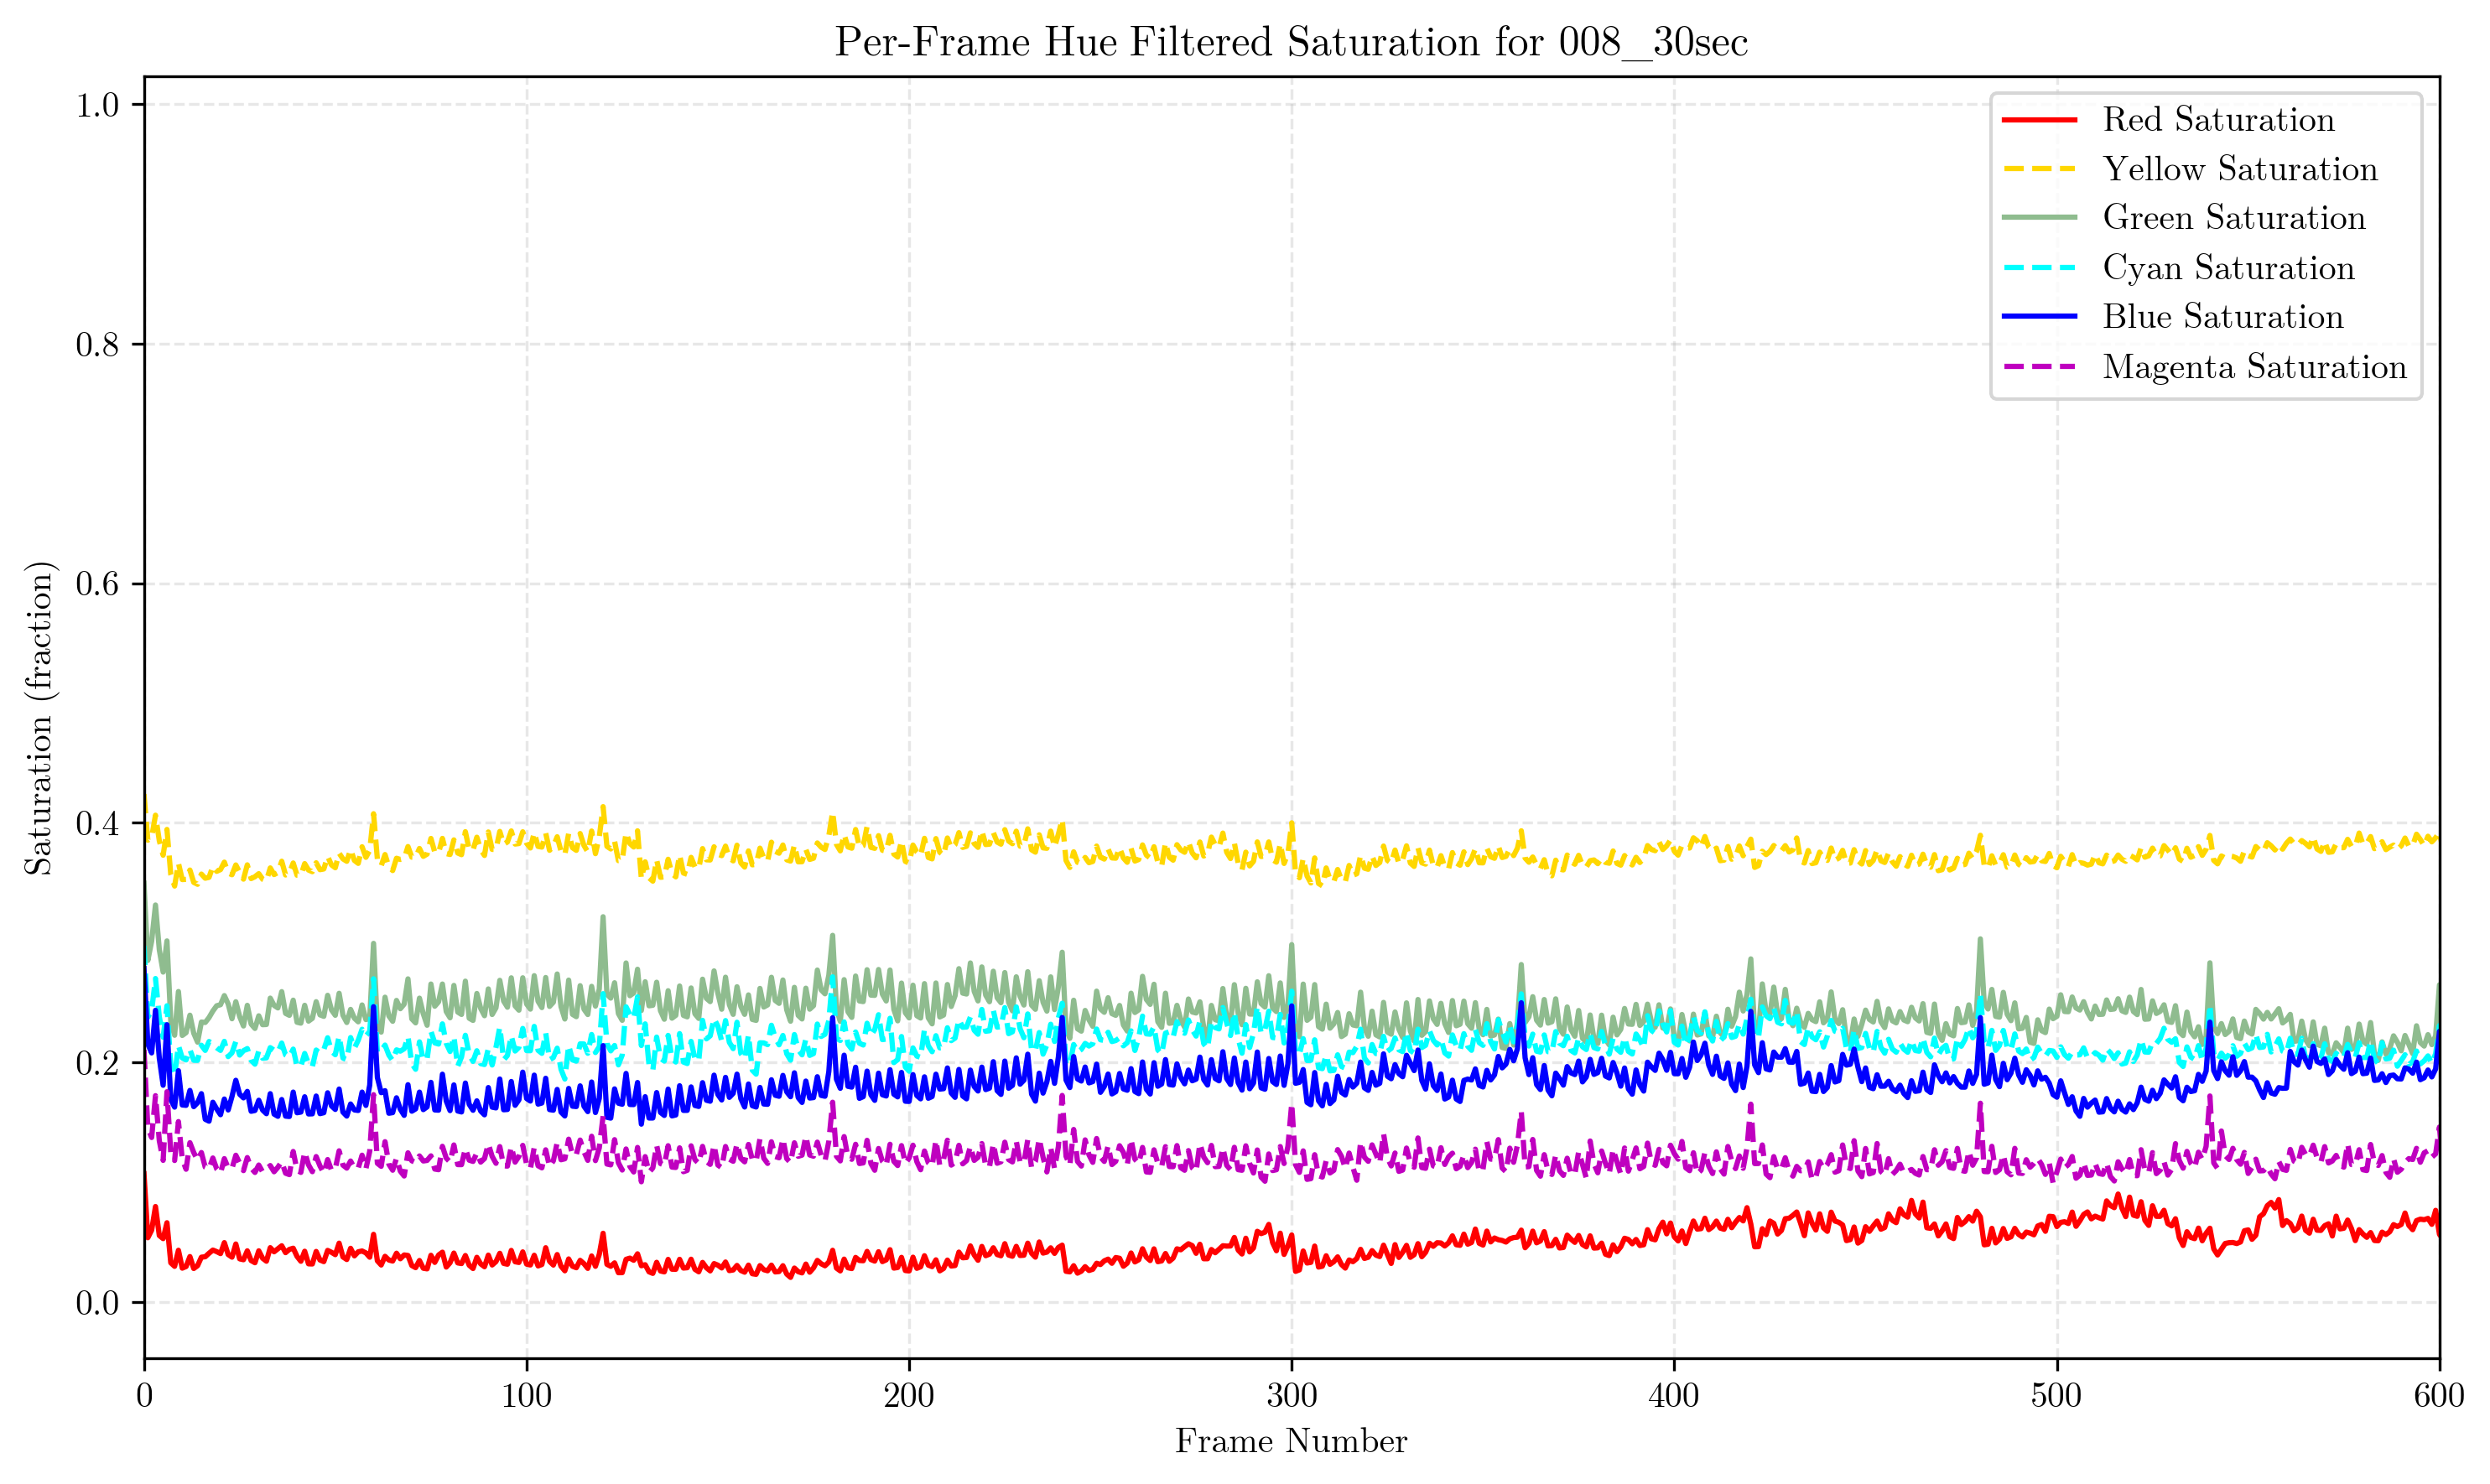 Per-Frame Hue Filtered Saturation for 008_30sec
1.0
0.8
0.6
0.4
0.2
0.0
Saturation (fraction)
Red Saturation
Yellow Saturation
Green Saturation
Cyan Saturation
Blue Saturation
Magenta Saturation
0 100 200 300 400 500 600
Frame Number